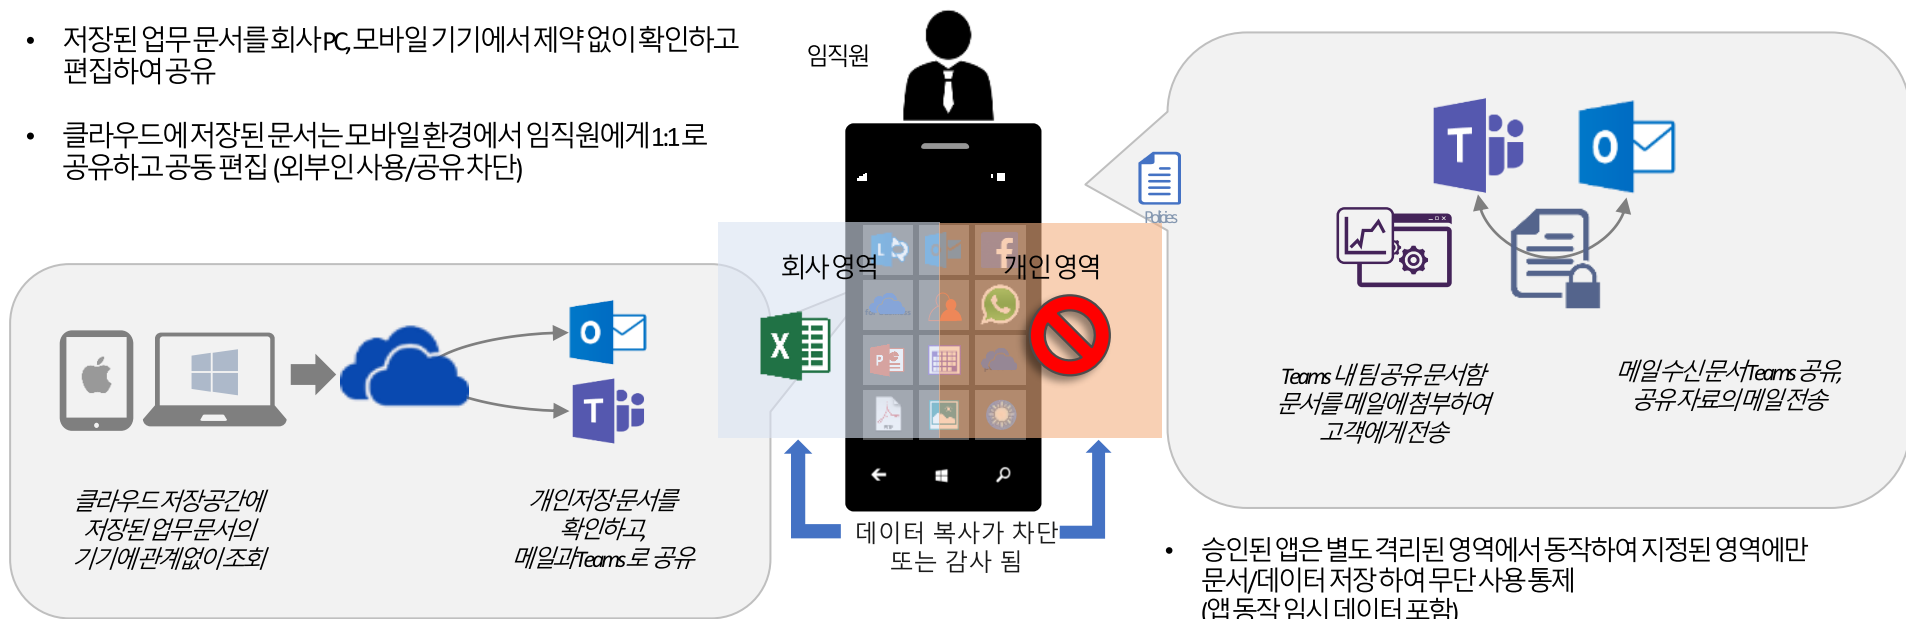 • 저장된 업무 문서를 회사 PC, 모바일 기기에서 제약 없이 확인하고
편집하여 공유
• 클라우드에 저장된 문서는 모바일 환경에서 임직원에게 1:1 로
공유하고 공동 편집 (외부인 사용/공유 차단)
임직원
Policies
회사 영역
개인 영역
클라우드 저장공간에
저장된 업무 문서의
기기에 관계없이 조회
개인저장 문서를
확인하고,
메일과 Teams 로 공유
데이터 복사가 차단
또는 감사 됨
Teams 내 팀 공유 문서함
문서를 메일에 첨부하여
고객에게 전송
메일 수신 문서 Teams 공유,
공유 자료의 메일 전송
• 승인된 앱은 별도 격리된 영역에서 동작하여 지정된 영역에만
문서/데이터 저장 하여 무단 사용 통제
(앱 동작 임시 데이터 포함)